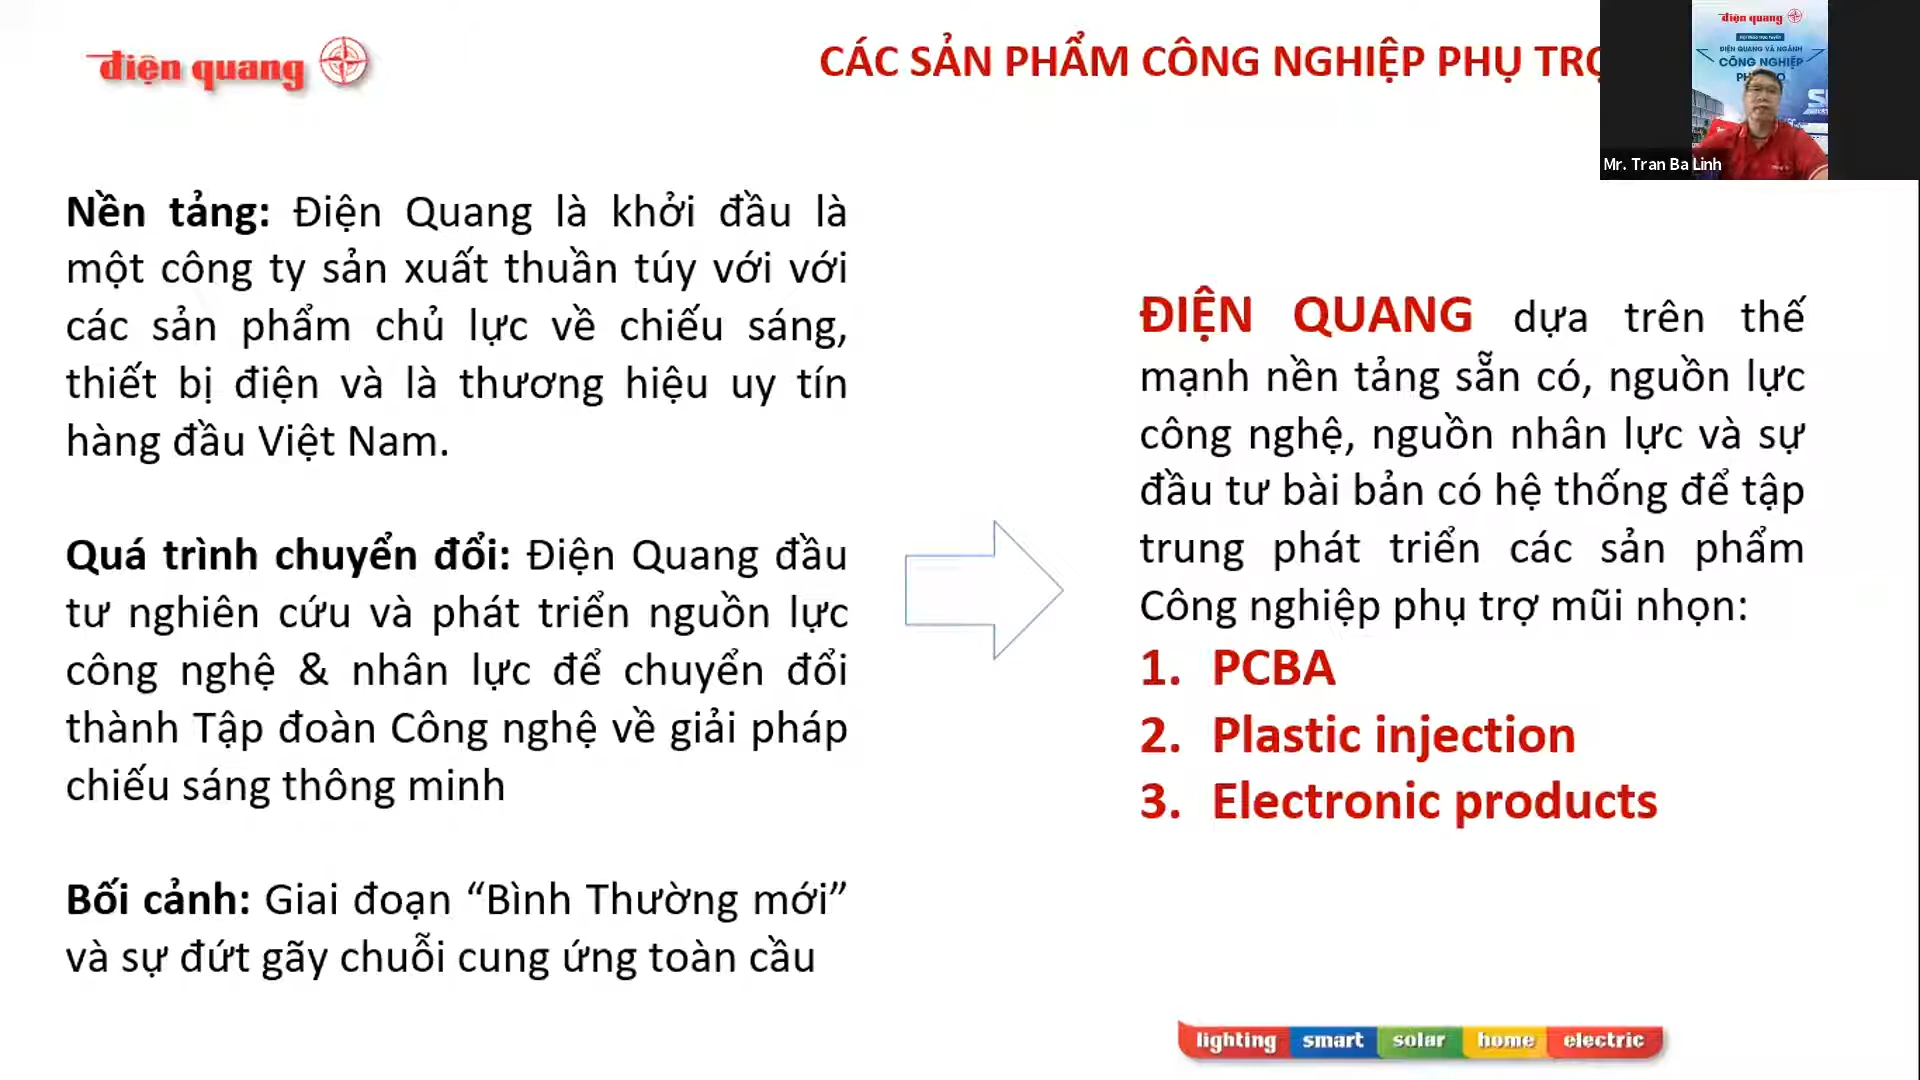 điện quang
CÁC SẢN PHẨM CÔNG NGHIỆP PHỤ TRỢ
điện quang
ĐIỆN QUANG VÀ NGÀNH
CÔNG NGHIỆP
Mr. Tran Ba Linh
Nền tảng: Điện Quang là khởi đầu là
một công ty sản xuất thuần túy với với
các sản phẩm chủ lực về chiếu sáng,
thiết bị điện và là thương hiệu uy tín
hàng đầu Việt Nam.
Quá trình chuyển đổi: Điện Quang đầu
tư nghiên cứu và phát triển nguồn lực
công nghệ & nhân lực để chuyển đổi
thành Tập đoàn Công nghệ về giải pháp
chiếu sáng thông minh
Bối cảnh: Giai đoạn “Bình Thường mới”
và sự đứt gãy chuỗi cung ứng toàn cầu
ĐIỆN QUANG dựa trên thế
mạnh nền tảng sẵn có, nguồn lực
công nghệ, nguồn nhân lực và sự
đầu tư bài bản có hệ thống để tập
trung phát triển các sản phẩm
Công nghiệp phụ trợ mũi nhọn:
1. PCBA
2. Plastic injection
3. Electronic products
lighting smart solar home electric